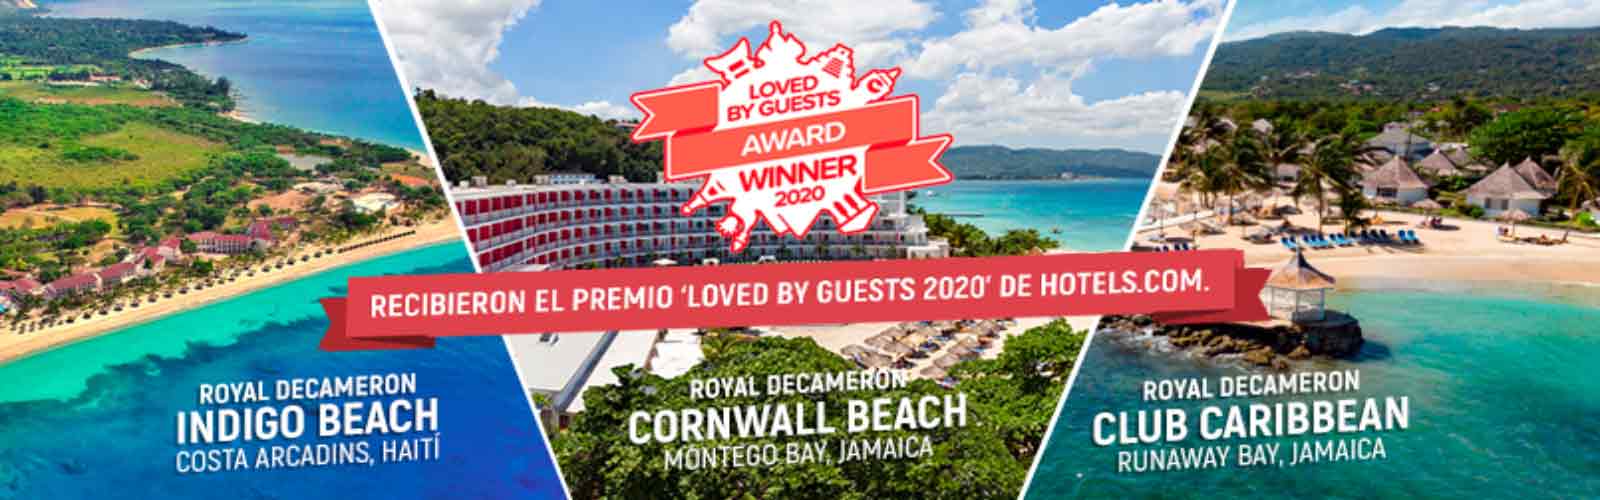 LOVED
BY GUESTS
AWARD
WINNER
2020
RECIBIERON EL PREMIO ‘LOVED BY GUESTS 2020’ DE HOTELS.COM.
ROYAL DECAMERON
INDIGO BEACH
COSTA ARCADINS, HAITÍ
ROYAL DECAMERON
CORNWALL BEACH
MONTEGO BAY, JAMAICA
ROYAL DECAMERON
CLUB CARIBBEAN
RUNAWAY BAY, JAMAICA